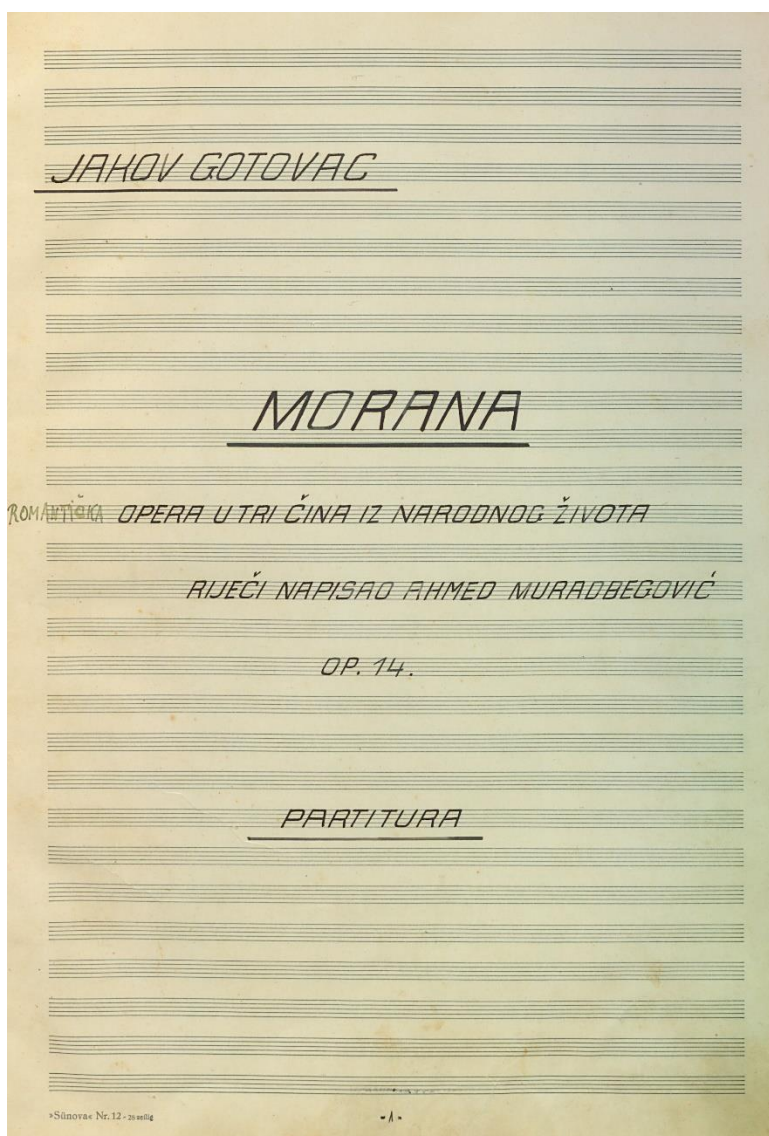 JAKOV GOTOVAC
MORANA
ROMANTIČKA OPERA U TRI ČINA IZ NARODNOG ŽIVOTA
RIJEČI NAPISAO AHMED MURADBEGOVIĆ
OP. 14.
PARTITURA
»Sünova« Nr. 12 - 28 zeilig
- 1 -